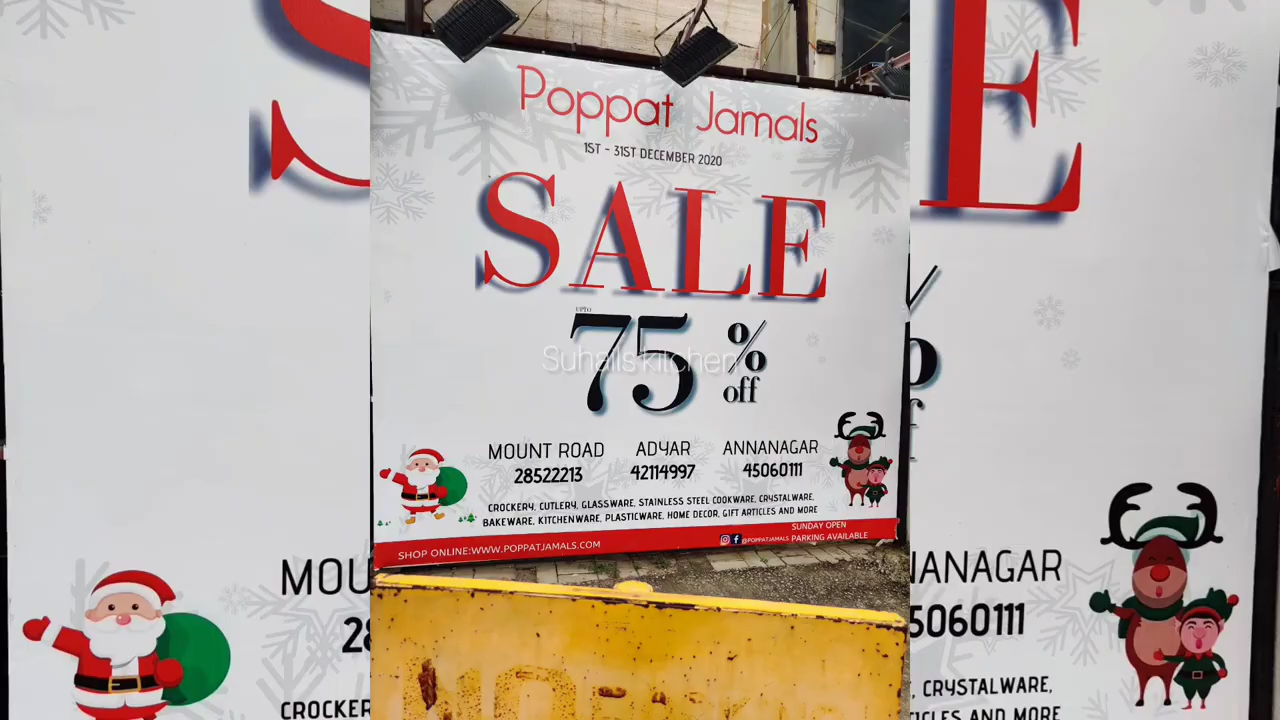 Poppat Jamals
1ST - 31ST DECEMBER 2020
SALE
UPTO
75% off
Suhails kitchen
MOUNT ROAD ADYAR ANNANAGAR
28522213 42114997 45060111
CROCKERY, CUTLERY, GLASSWARE, STAINLESS STEEL COOKWARE, CRYSTALWARE,
BAKEWARE, KITCHENWARE, PLASTICWARE, HOME DECOR, GIFT ARTICLES AND MORE
SHOP ONLINE:WWW.POPPATJAMALS.COM
@POPPATJAMALS
SUNDAY OPEN
PARKING AVAILABLE